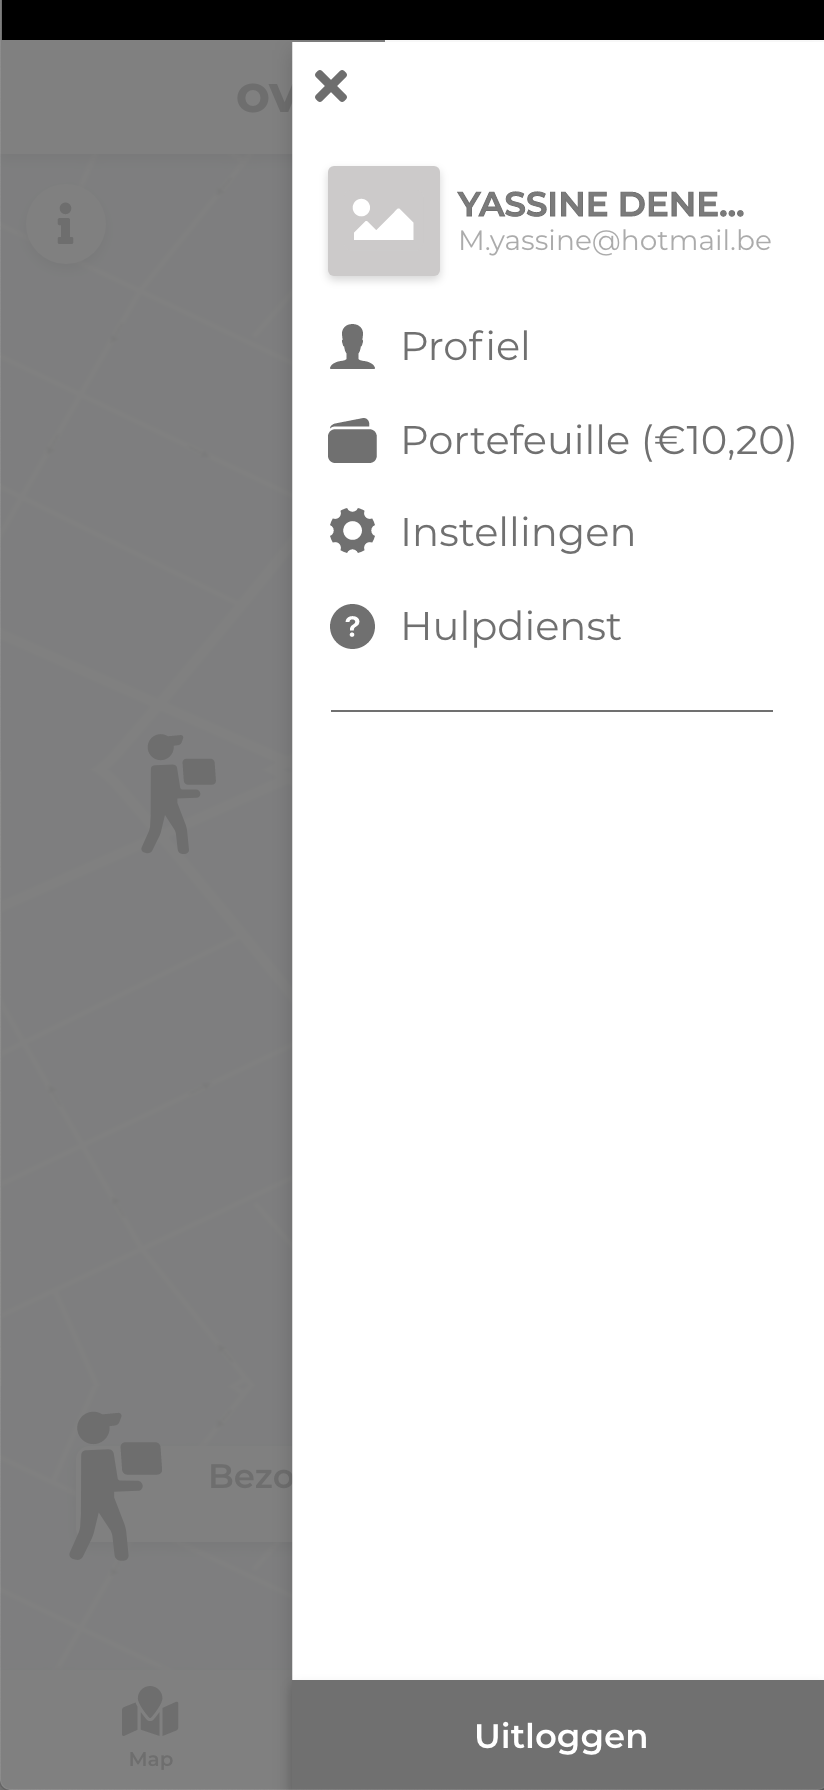 YASSINE DENE...
M.yassine@hotmail.be
Profiel
Portefeuille (€10,20)
Instellingen
Hulpdienst
Map
Uitloggen